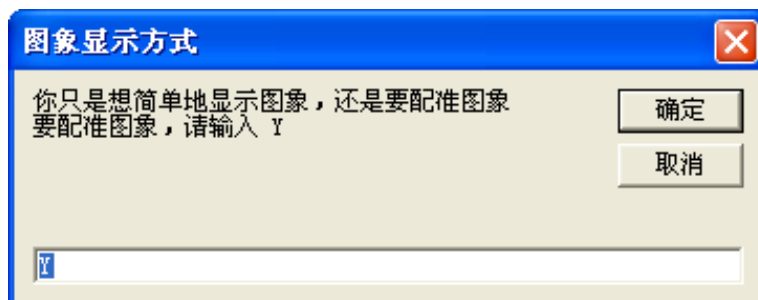 图象显示方式
你只是想简单地显示图象，还是要配准图象
要配准图象，请输入 Y
确定
取消
Y